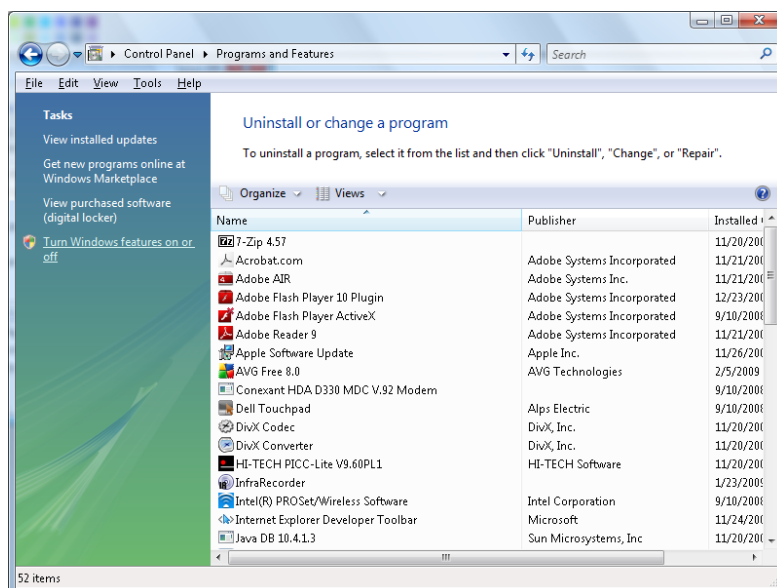 Control Panel Programs and Features Search
File Edit View Tools Help
Tasks
View installed updates
Get new programs online at
Windows Marketplace
View purchased software
(digital locker)
Turn Windows features on or
off
Uninstall or change a program
To uninstall a program, select it from the list and then click "Uninstall", "Change", or "Repair".
Organize Views
Name Publisher Installed
7-Zip 4.57 11/20/200
Acrobat.com Adobe Systems Incorporated 11/21/200
Adobe AIR Adobe Systems Inc. 11/21/200
Adobe Flash Player 10 Plugin Adobe Systems Incorporated 12/23/200
Adobe Flash Player ActiveX Adobe Systems Incorporated 9/10/2008
Adobe Reader 9 Adobe Systems Incorporated 11/21/200
Apple Software Update Apple Inc. 11/26/200
AVG Free 8.0 AVG Technologies 2/5/2009
Conexant HDA D330 MDC V.92 Modem 9/10/2008
Dell Touchpad Alps Electric 9/10/2008
DivX Codec DivX, Inc. 11/20/200
DivX Converter DivX, Inc. 11/20/200
HI-TECH PICC-Lite V9.60PL1 HI-TECH Software 11/20/200
InfraRecorder 1/23/2009
Intel(R) PROSet/Wireless Software Intel Corporation 9/10/2008
Internet Explorer Developer Toolbar Microsoft 11/24/200
Java DB 10.4.1.3 Sun Microsystems, Inc 11/20/200
52 items